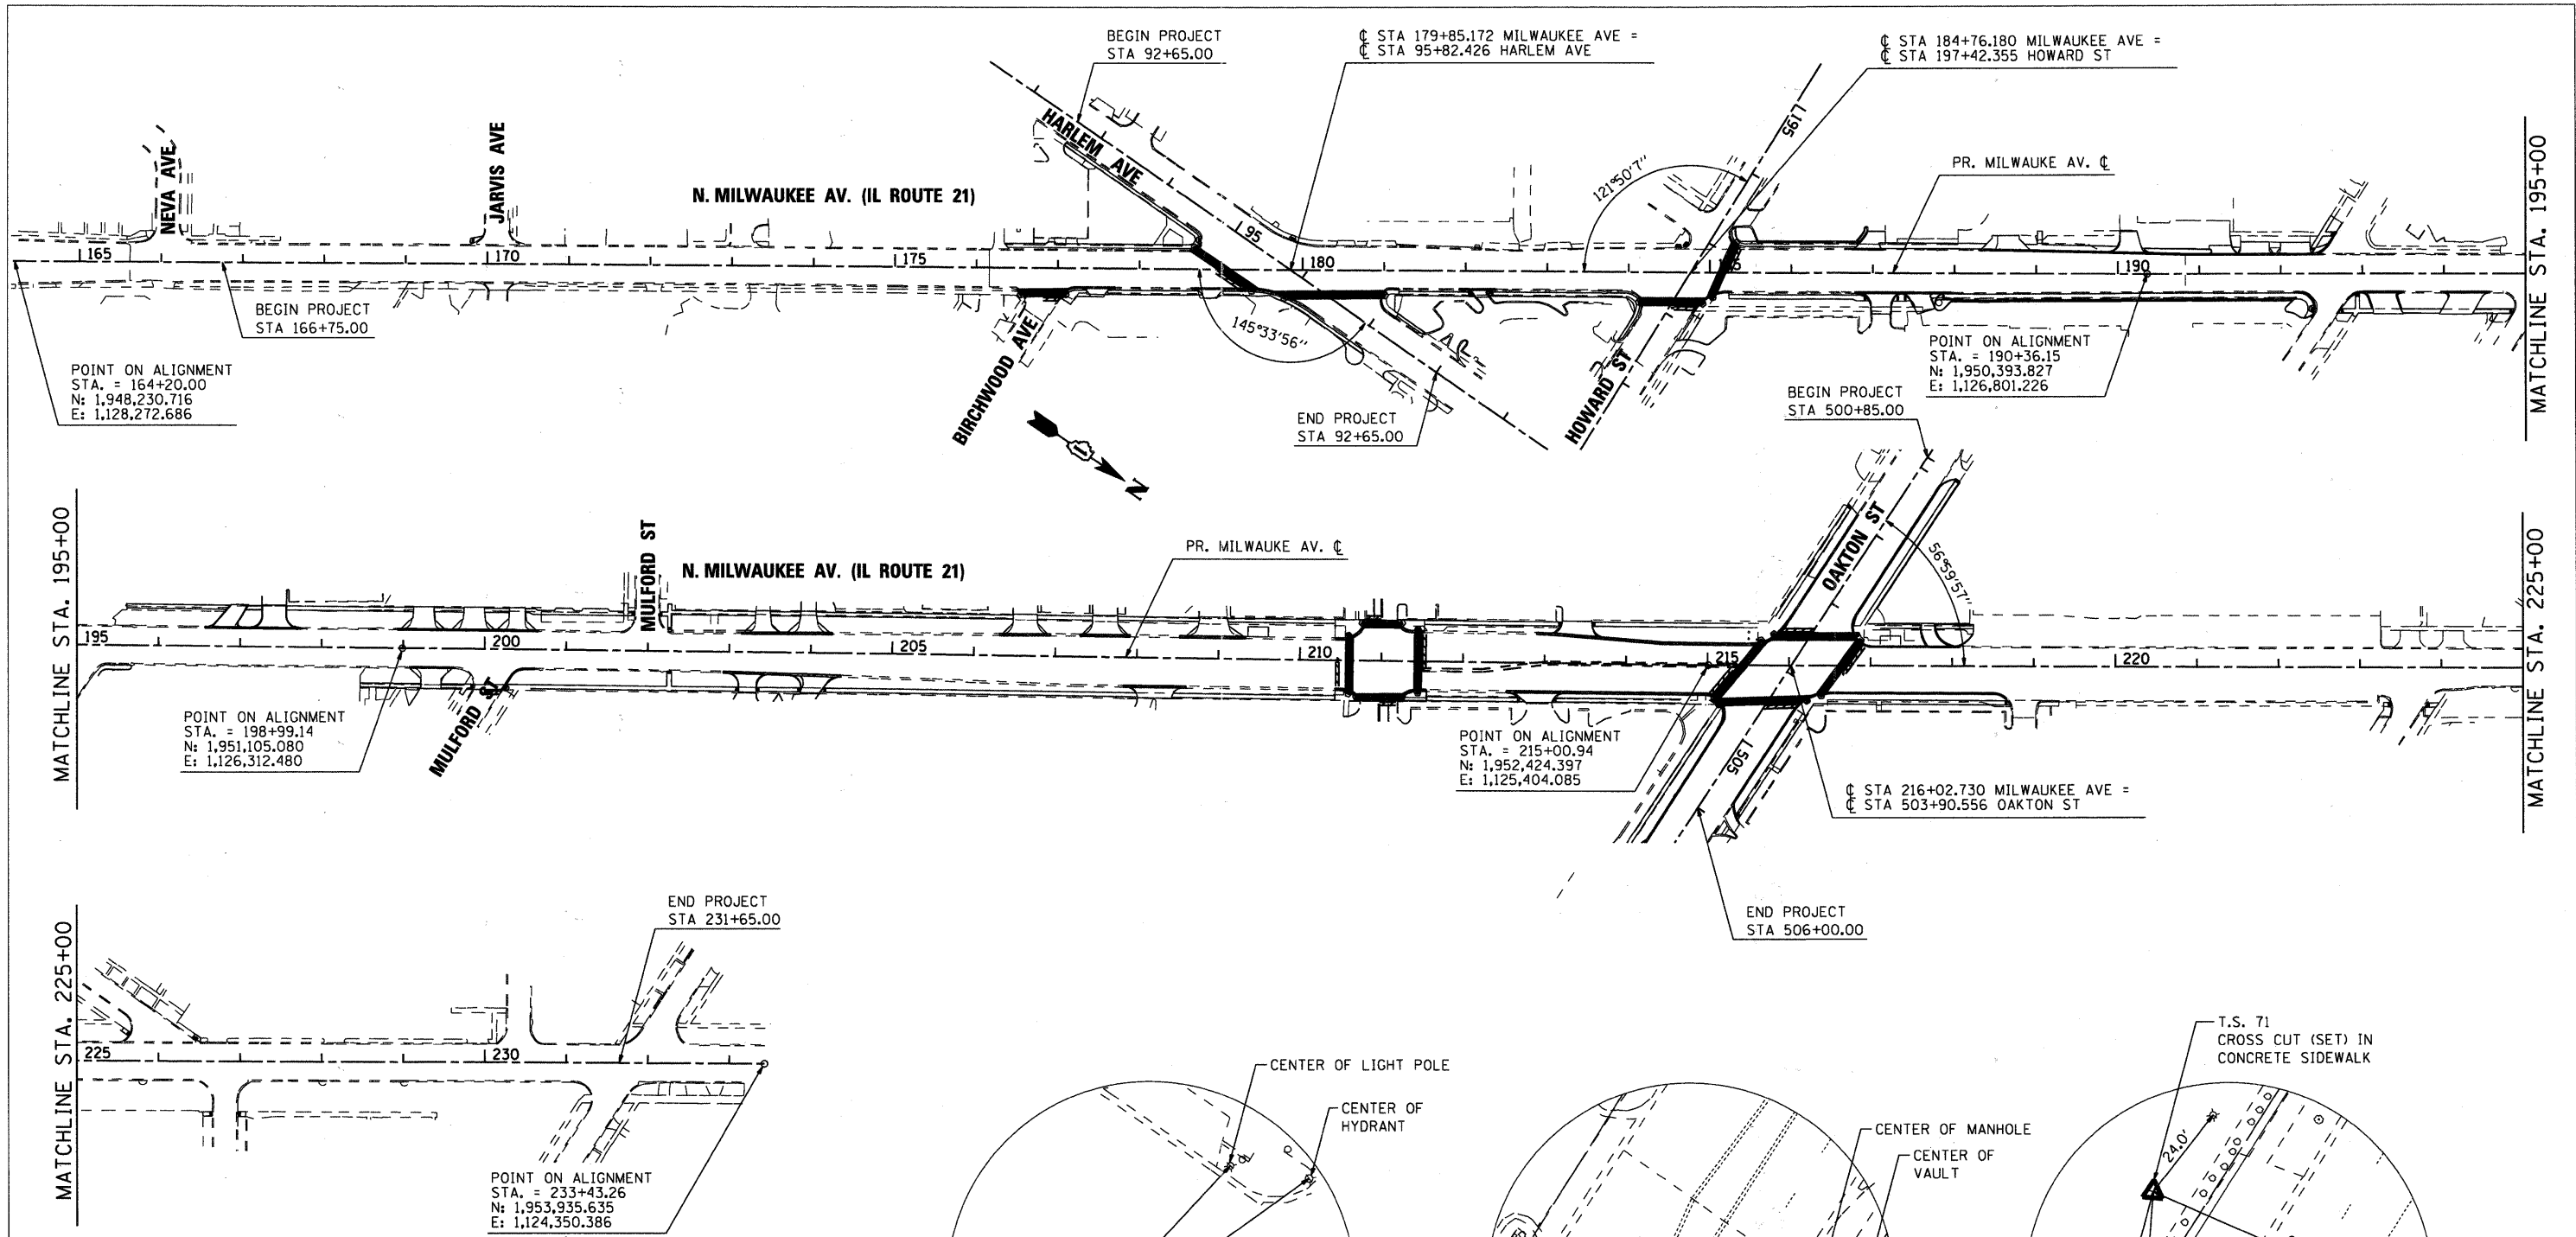 BEGIN PROJECT
STA 92+65.00
℄ STA 179+85.172 MILWAUKEE AVE =
℄ STA 95+82.426 HARLEM AVE
℄ STA 184+76.180 MILWAUKEE AVE =
℄ STA 197+42.355 HOWARD ST
NEVA AVE
JARVIS AVE
N. MILWAUKEE AV. (IL ROUTE 21)
HARLEM AVE
95
121°50'7"
195
PR. MILWAUKE AV. ℄
MATCHLINE STA. 195+00
165
170
175
180
190
BEGIN PROJECT
STA 166+75.00
POINT ON ALIGNMENT
STA. = 164+20.00
N: 1,948,230.716
E: 1,128,272.686
BIRCHWOOD AVE
145°33'56"
N
END PROJECT
STA 92+65.00
HOWARD ST
POINT ON ALIGNMENT
STA. = 190+36.15
N: 1,950,393.827
E: 1,126,801.226
BEGIN PROJECT
STA 500+85.00
MATCHLINE STA. 195+00
MULFORD ST
N. MILWAUKEE AV. (IL ROUTE 21)
PR. MILWAUKE AV. ℄
OAKTON ST
56°59'57"
MATCHLINE STA. 225+00
195
200
205
210
215
220
MULFORD ST
POINT ON ALIGNMENT
STA. = 198+99.14
N: 1,951,105.080
E: 1,126,312.480
POINT ON ALIGNMENT
STA. = 215+00.94
N: 1,952,424.397
E: 1,125,404.085
505
℄ STA 216+02.730 MILWAUKEE AVE =
℄ STA 503+90.556 OAKTON ST
END PROJECT
STA 506+00.00
MATCHLINE STA. 225+00
END PROJECT
STA 231+65.00
225
230
POINT ON ALIGNMENT
STA. = 233+43.26
N: 1,953,935.635
E: 1,124,350.386
CENTER OF LIGHT POLE
CENTER OF
HYDRANT
CENTER OF MANHOLE
CENTER OF
VAULT
T.S. 71
CROSS CUT (SET) IN
CONCRETE SIDEWALK
24.0'